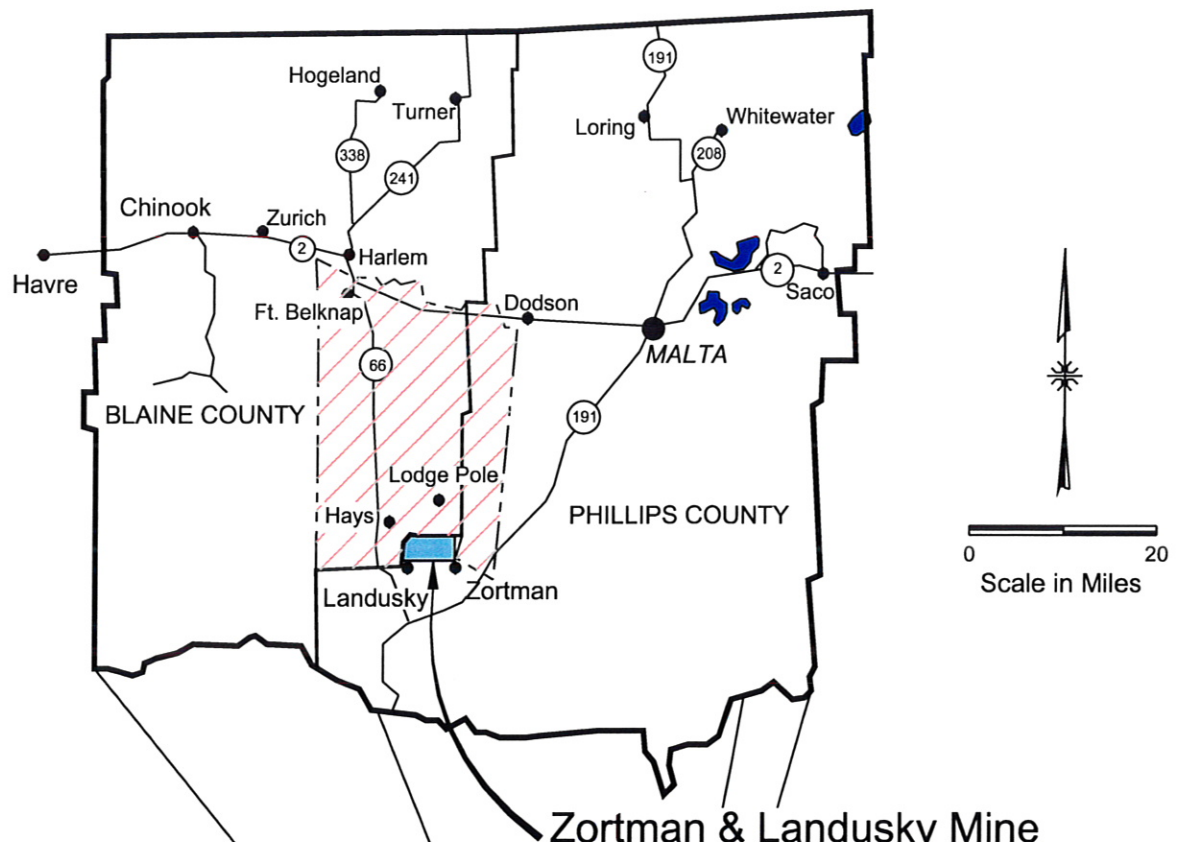 191
Hogeland
Turner
Loring
Whitewater
338
208
241
Chinook
Zurich
2
Harlem
Havre
2
Saco
Ft. Belknap
Dodson
MALTA
66
BLAINE COUNTY
191
Lodge Pole
Hays
PHILLIPS COUNTY
0
20
Scale in Miles
Landusky
Zortman
Zortman & Landusky Mine